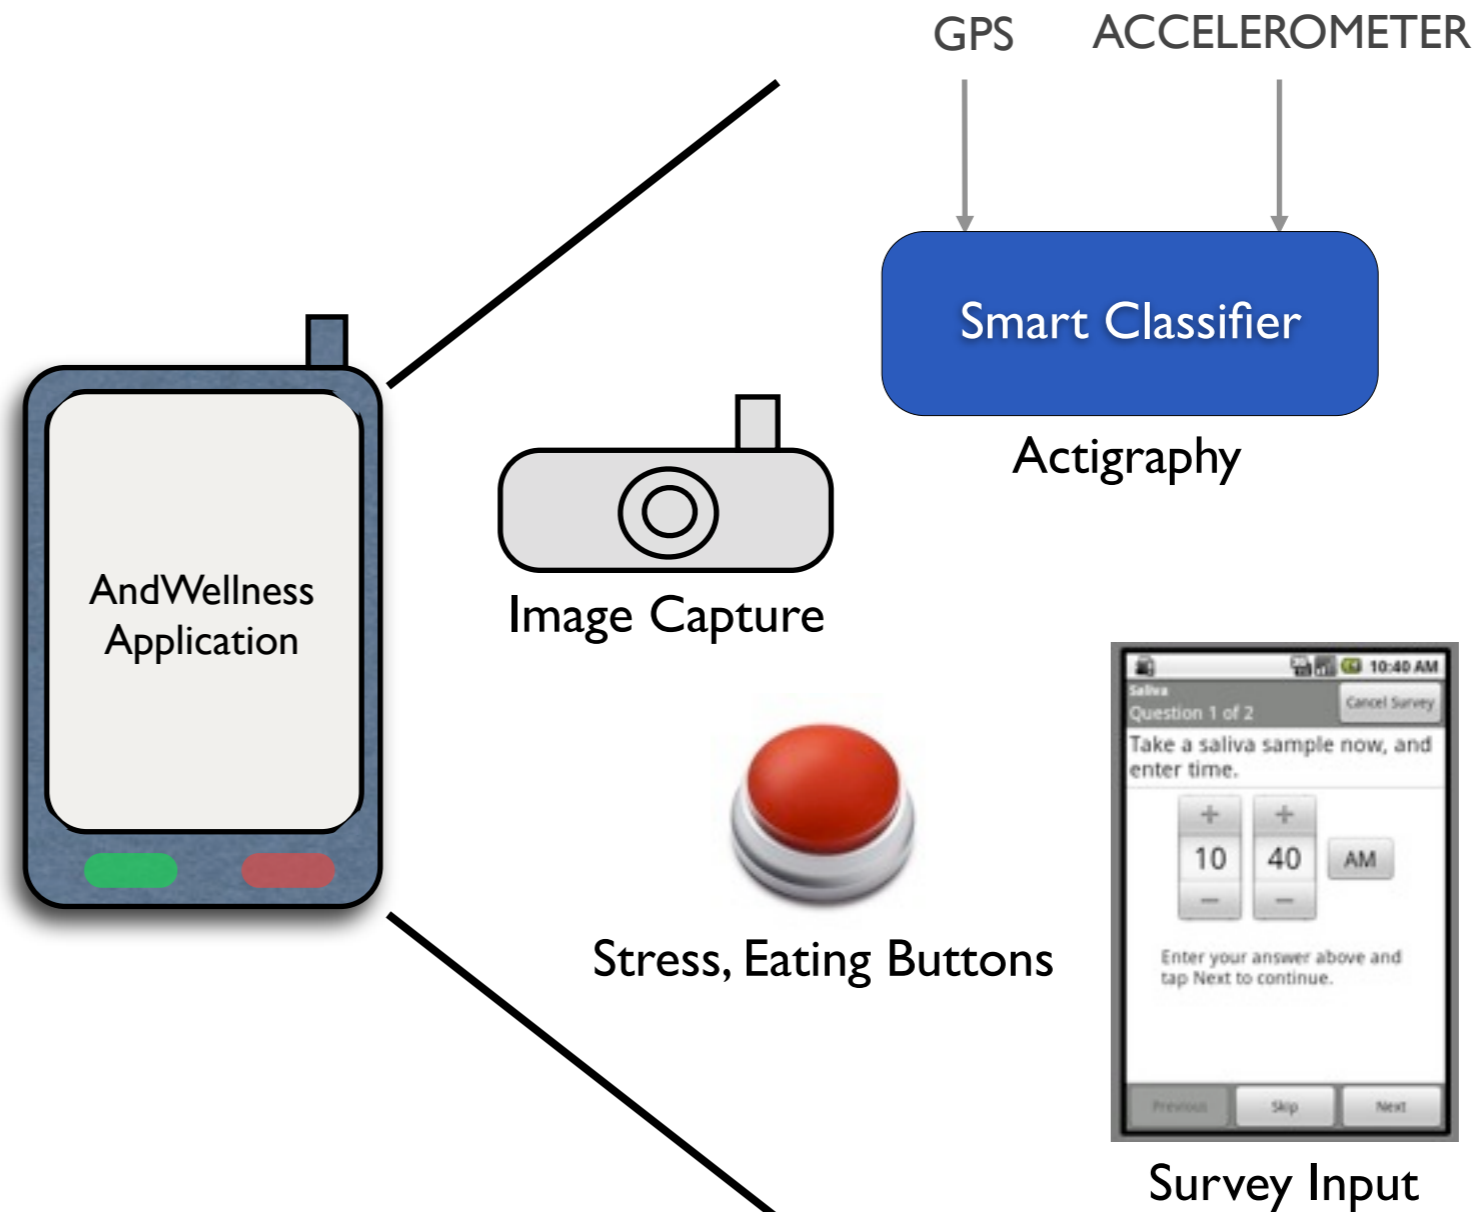 GPS ACCELEROMETER
Smart Classifier
Actigraphy
AndWellness
Application
Image Capture
10:40 AM
Saliva
Question 1 of 2
Cancel Survey
Take a saliva sample now, and
enter time.
+ +
10 40 AM
− −
Enter your answer above and
tap Next to continue.
Previous Skip Next
Stress, Eating Buttons
Survey Input